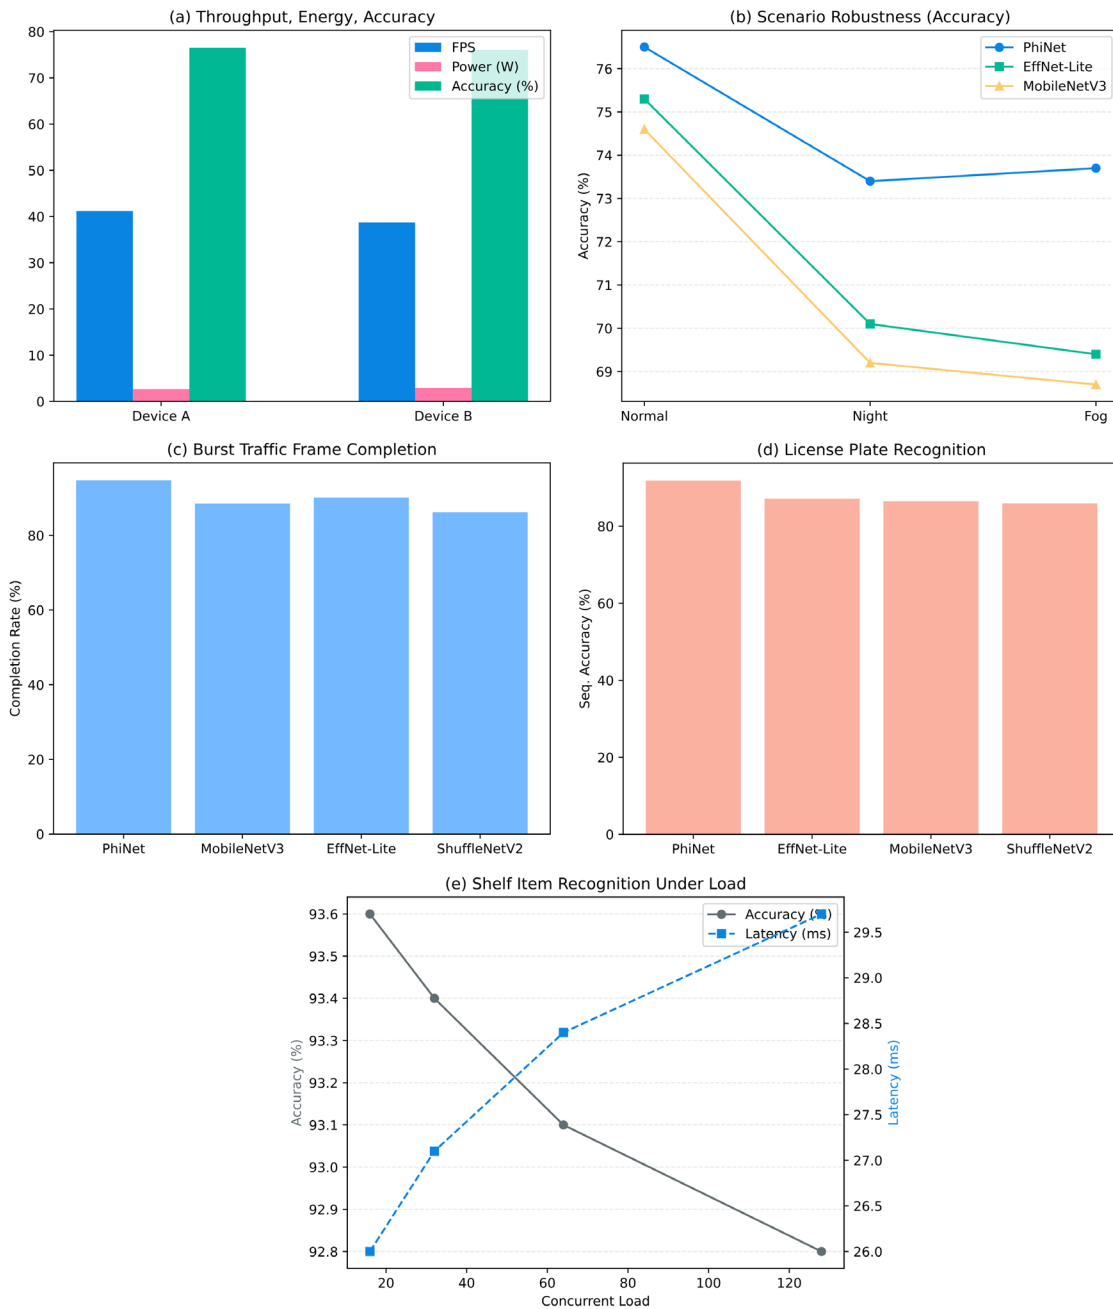 (a) Throughput, Energy, Accuracy
80
70
60
50
40
30
20
10
0
FPS
Power (W)
Accuracy (%)
Device A
Device B
(b) Scenario Robustness (Accuracy)
Accuracy (%)
76
75
74
73
72
71
70
69
PhiNet
EffNet-Lite
MobileNetV3
Normal
Night
Fog
(c) Burst Traffic Frame Completion
Completion Rate (%)
80
60
40
20
0
PhiNet
MobileNetV3
EffNet-Lite
ShuffleNetV2
(d) License Plate Recognition
Seq. Accuracy (%)
80
60
40
20
0
PhiNet
EffNet-Lite
MobileNetV3
ShuffleNetV2
(e) Shelf Item Recognition Under Load
Accuracy (%)
93.6
93.5
93.4
93.3
93.2
93.1
93.0
92.9
92.8
Accuracy (%)
Latency (ms)
29.5
29.0
28.5
28.0
27.5
27.0
26.5
26.0
Latency (ms)
20
40
60
80
100
120
Concurrent Load